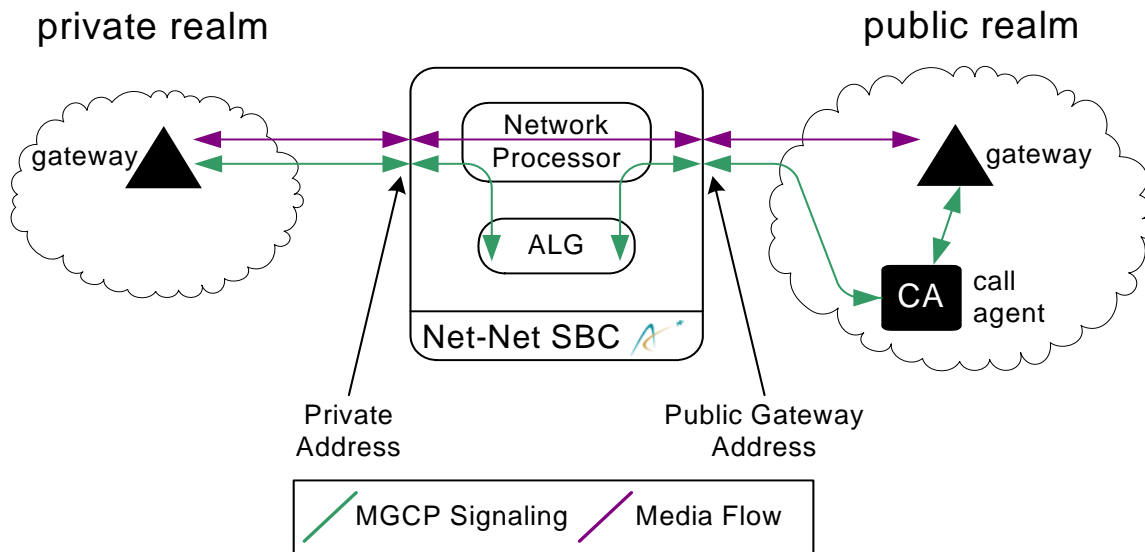 private realm
public realm
gateway
Network
Processor
gateway
ALG
CA
call
agent
Net-Net SBC
Private
Address
Public Gateway
Address
MGCP Signaling
Media Flow